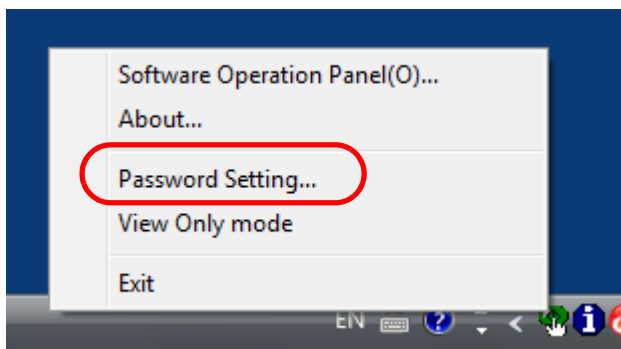 Software Operation Panel(O)...
About...
Password Setting...
View Only mode
Exit
EN